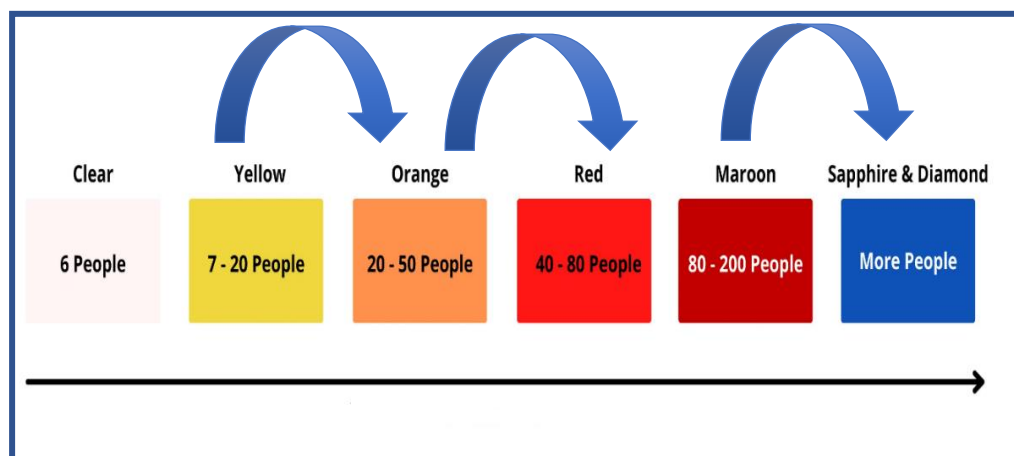 Clear
Yellow
Orange
Red
Maroon
Sapphire & Diamond
6 People
7 - 20 People
20 - 50 People
40 - 80 People
80 - 200 People
More People